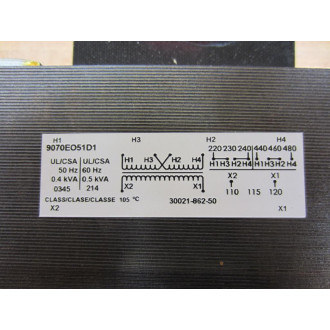 H1 H3 H2 H4
9070EO51D1
UL/CSA UL/CSA
50 Hz 60 Hz
0.4 kVA 0.5 kVA
0345 214
CLASS/CLASE/CLASSE 105 °C
H1 H3 H2 H4
X2 X1
30021-862-50
220 230 240 440 460 480
H1 H3 H2 H4 H1 H3 H2 H4
X2 X1
110 115 120
X2 X1